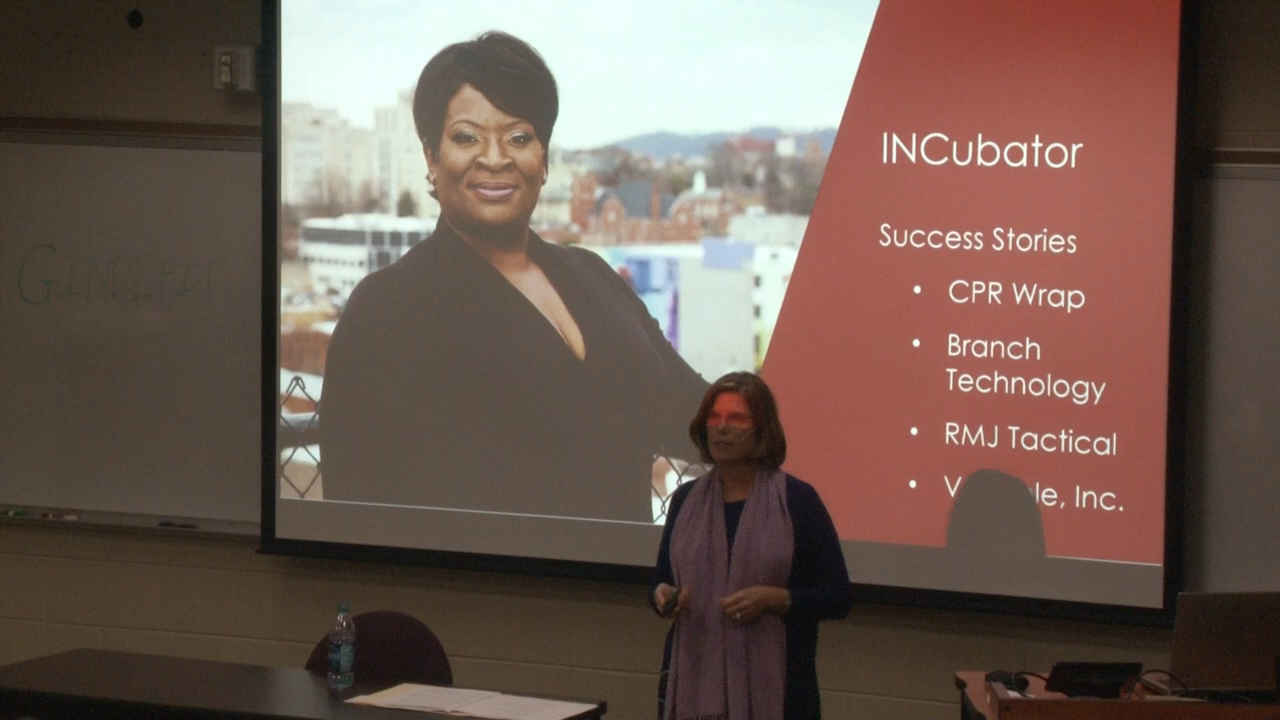 INCubator
Success Stories
• CPR Wrap
• Branch
Technology
• RMJ Tactical
• Inc.